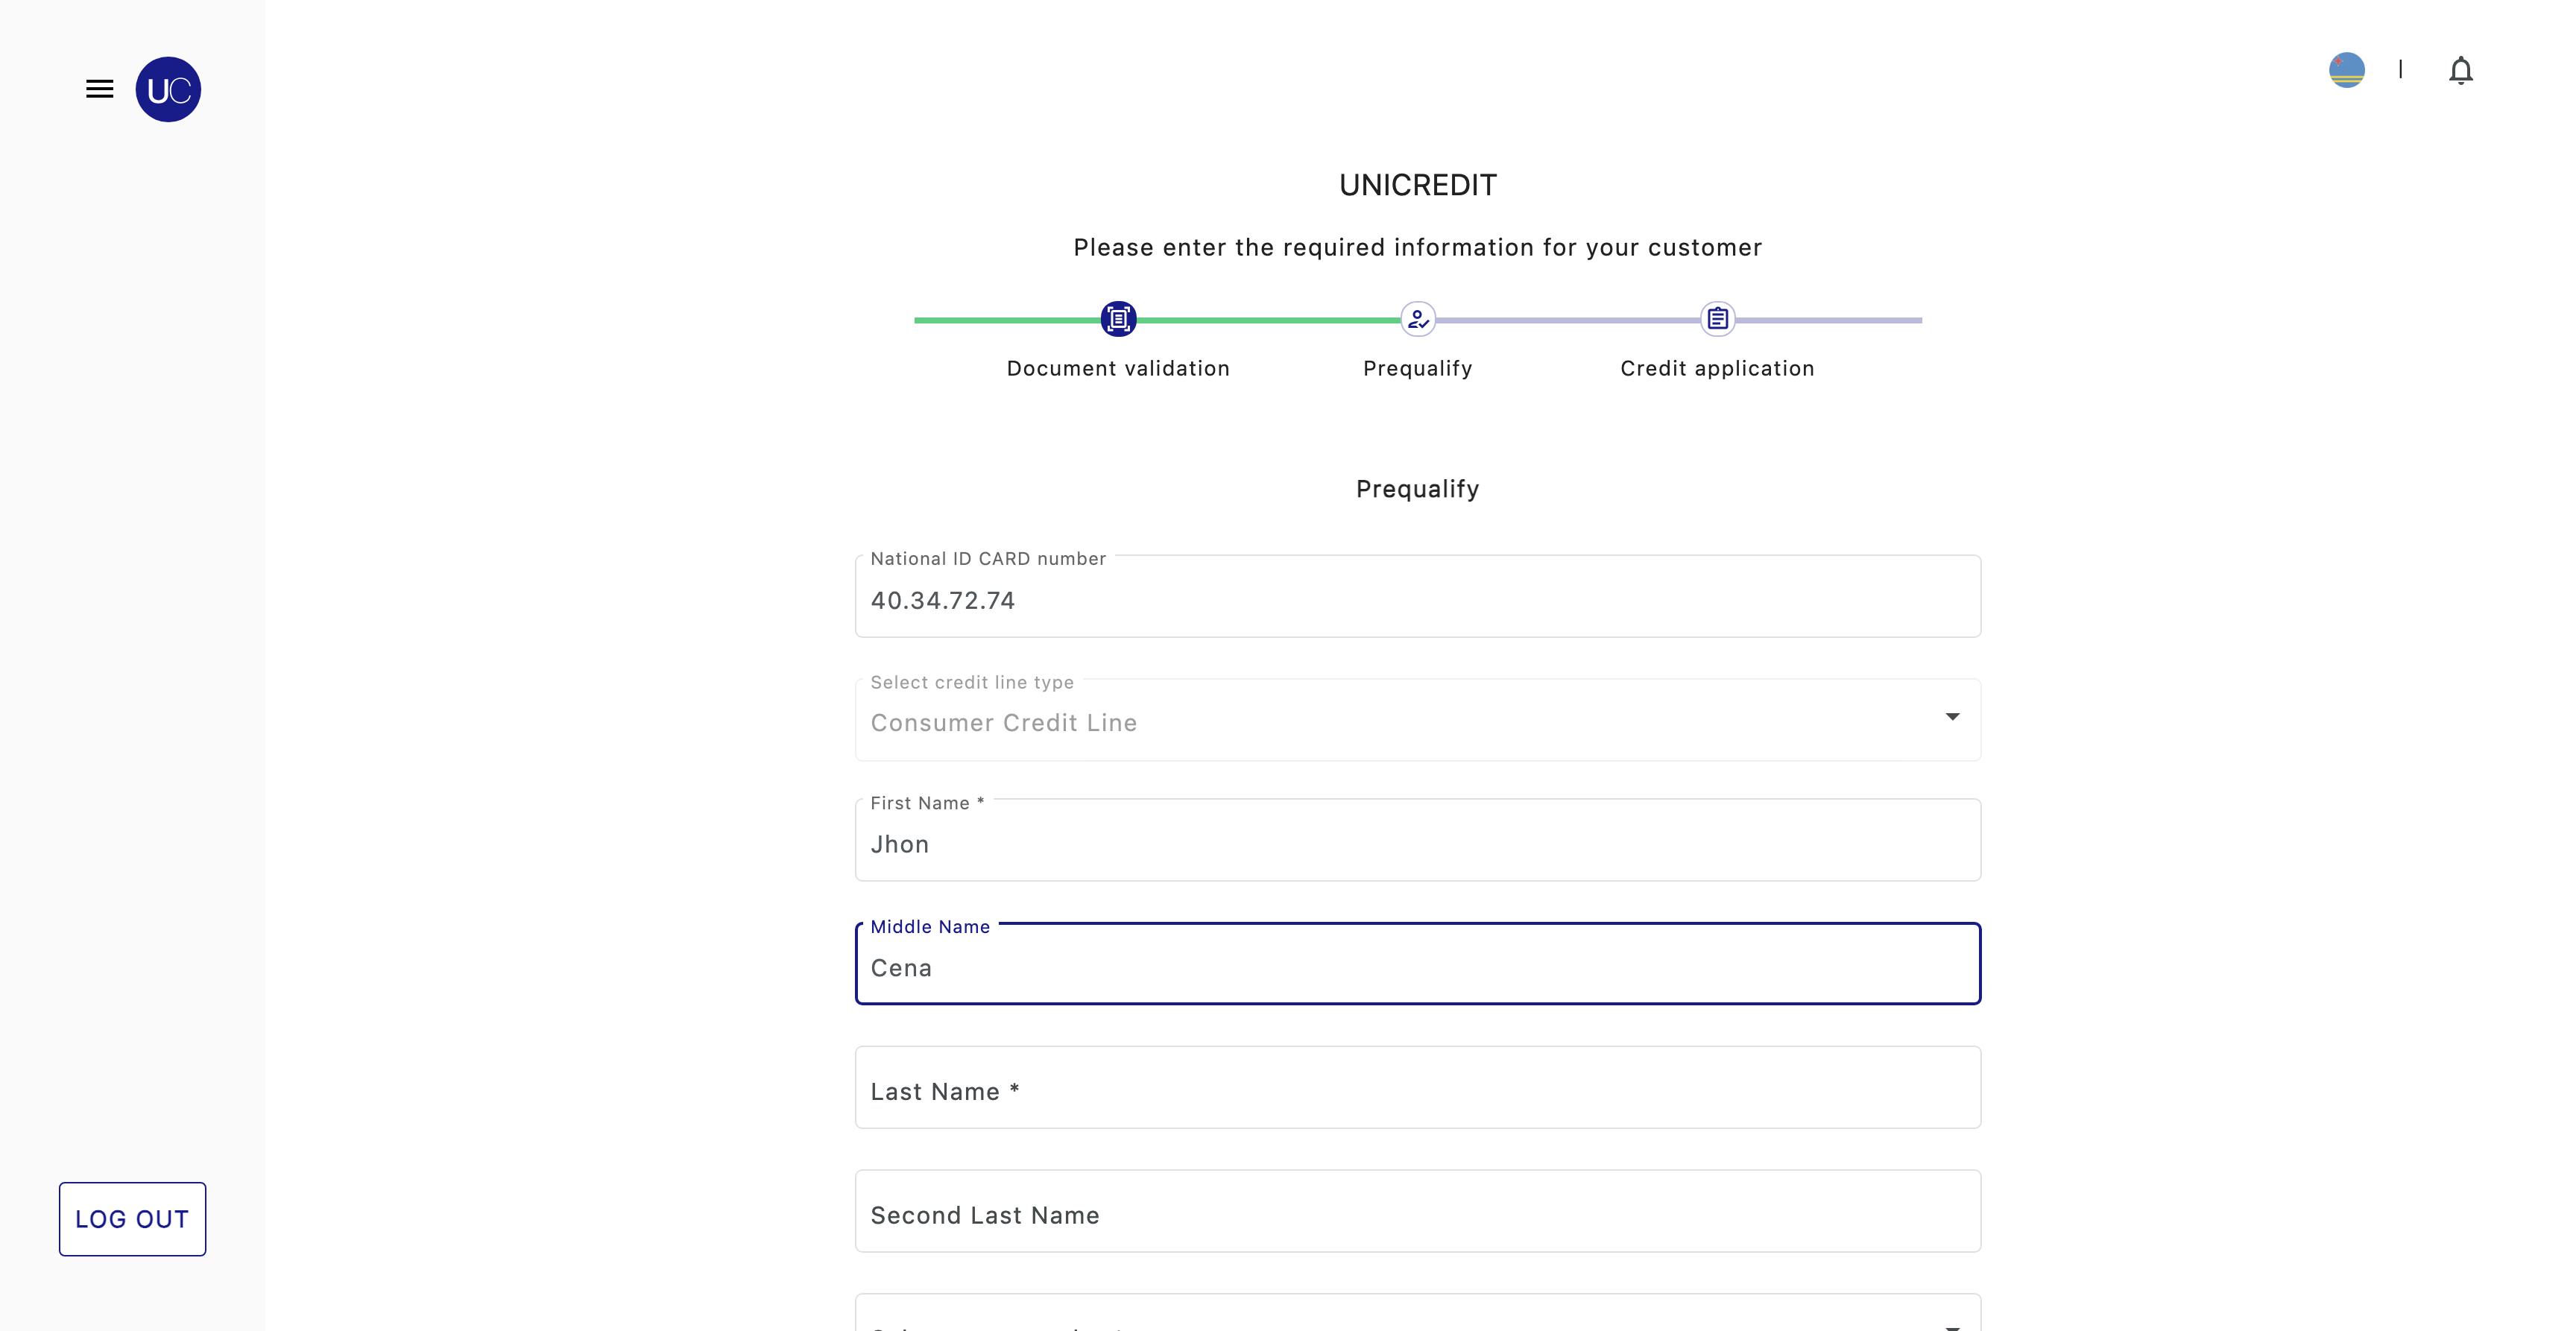 UC
UNICREDIT
Please enter the required information for your customer
Document validation
Prequalify
Credit application
Prequalify
National ID CARD number
40.34.72.74
Select credit line type
Consumer Credit Line
First Name *
Jhon
Middle Name
Cena
Last Name *
Second Last Name
LOG OUT